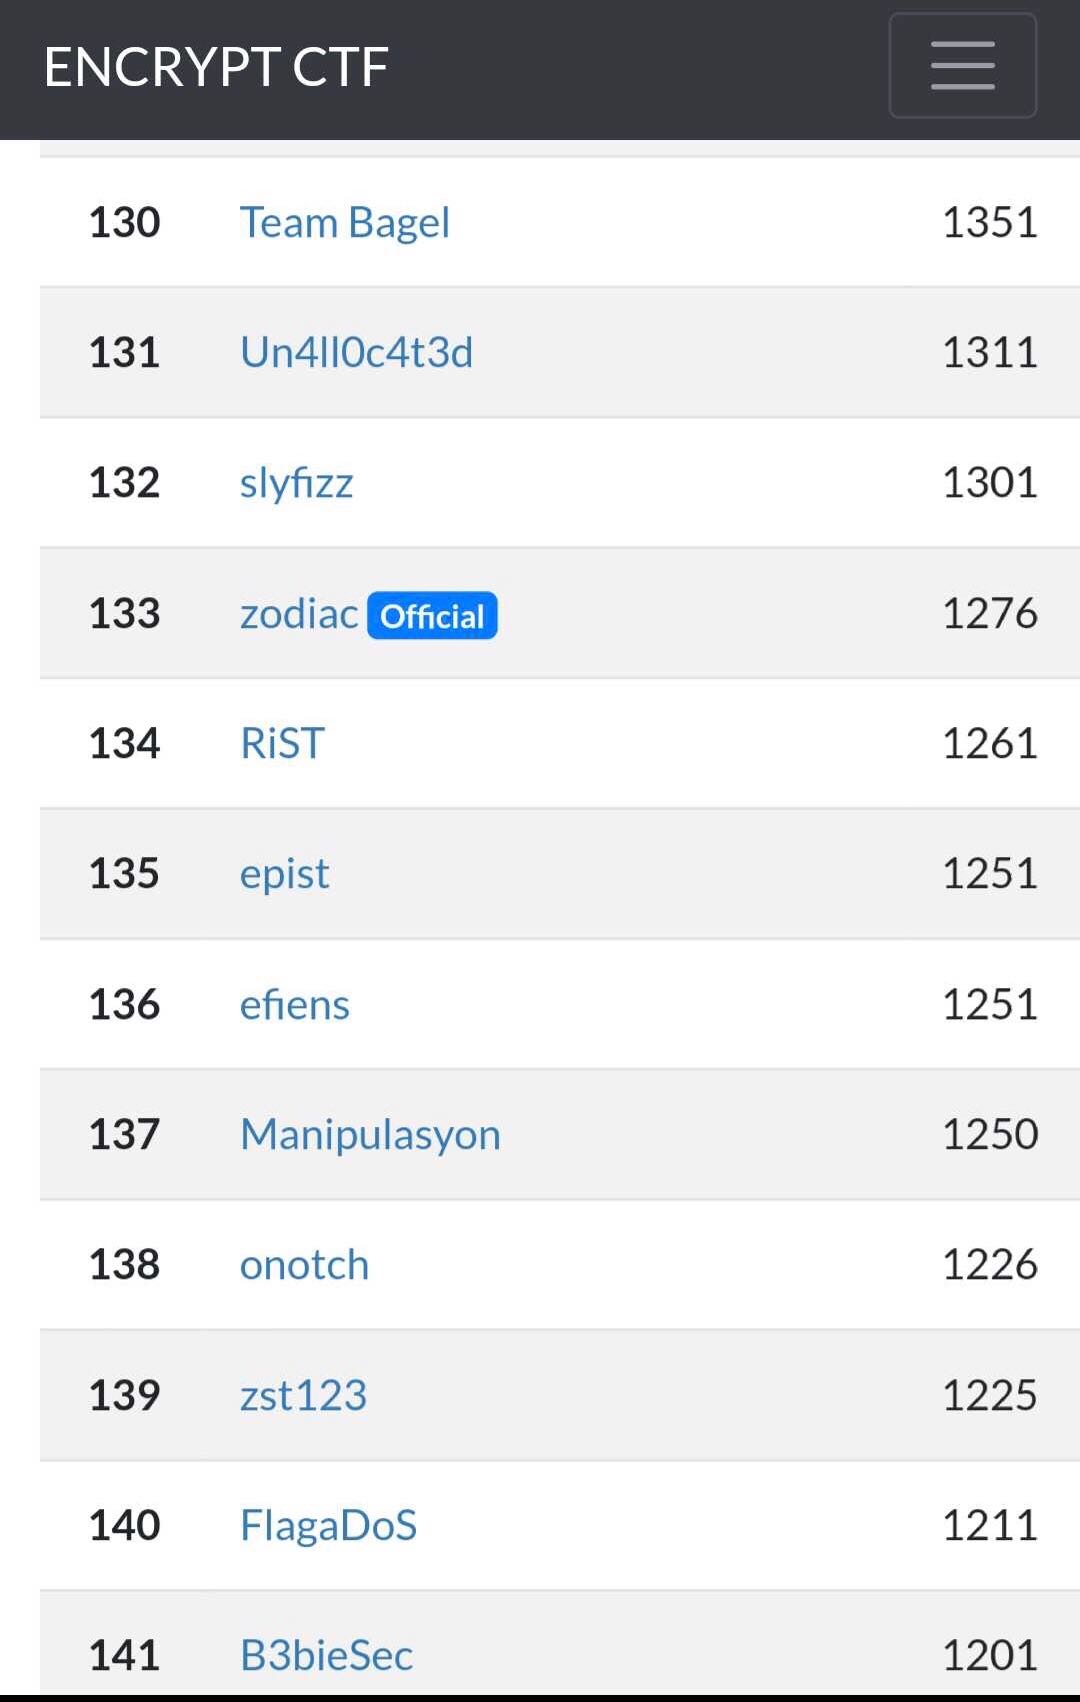 ENCRYPT CTF
130 Team Bagel 1351
131 Un4ll0c4t3d 1311
132 slyfizz 1301
133 zodiac Official 1276
134 RiST 1261
135 epist 1251
136 efiens 1251
137 Manipulasyon 1250
138 onotch 1226
139 zst123 1225
140 FlagaDoS 1211
141 B3bieSec 1201